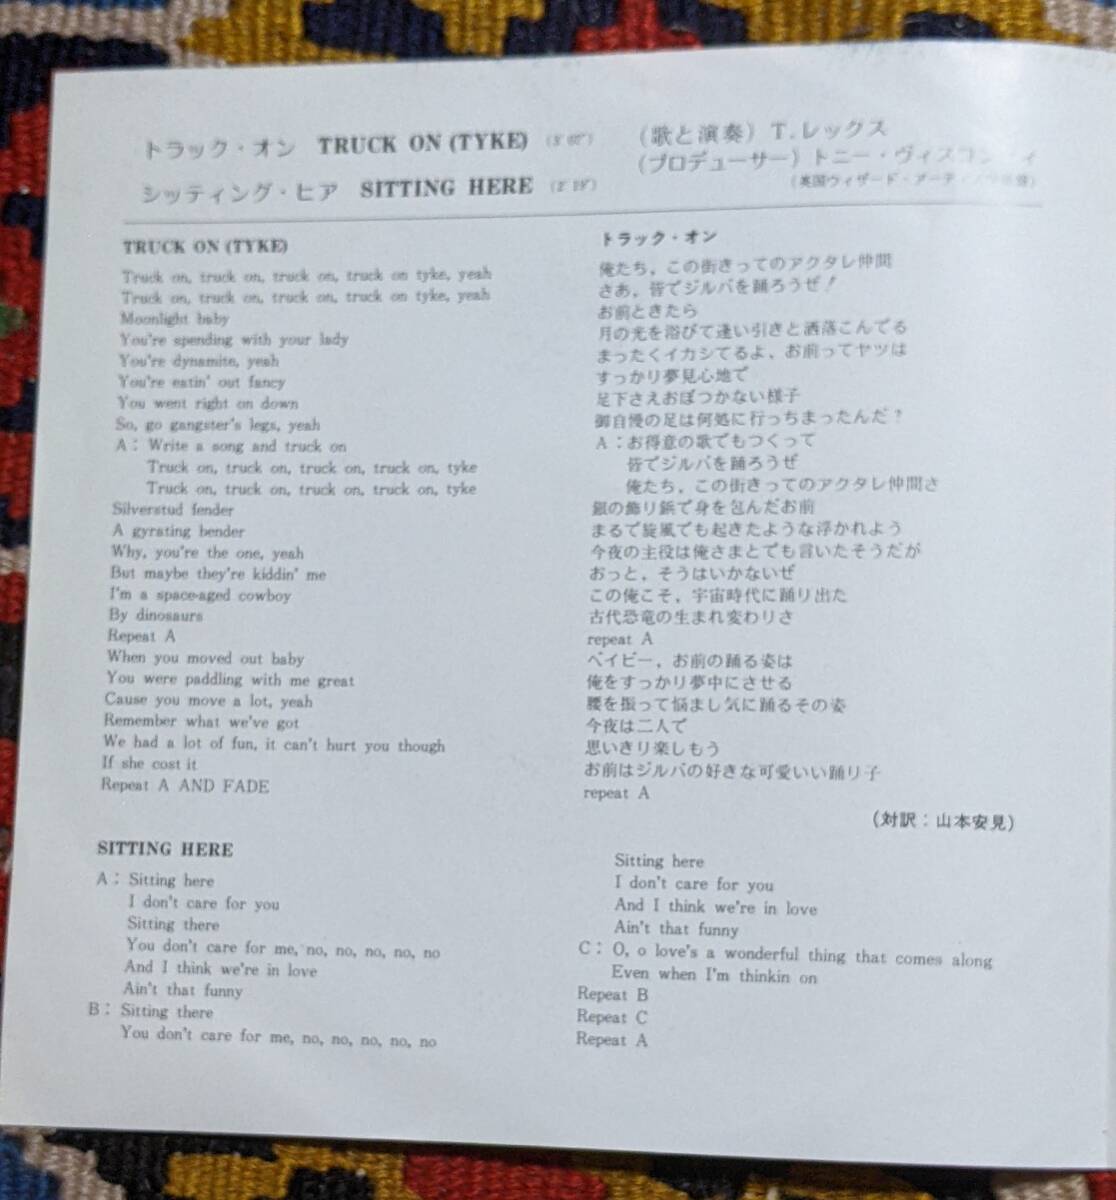 トラック・オン TRUCK ON (TYKE)
(歌と演奏) T.レックス
シッティング・ヒア SITTING HERE
(プロデューサー) トニー・ヴィスコン
(英国ウィザード・アーティ
TRUCK ON (TYKE)
Truck on, truck on, truck on, truck on tyke, yeah
Truck on, truck on, truck on, truck on tyke, yeah
Moonlight baby
You're spending with your lady
You're dynamite, yeah
You're eatin' out fancy
You went right on down
So, go gangster's legs, yeah
A: Write a song and truck on
Truck on, truck on, truck on, truck on, tyke
Truck on, truck on, truck on, truck on, tyke
Silverstud fender
A gyrating bender
Why, you're the one, yeah
But maybe they're kiddin' me
I'm a space-aged cowboy
By dinosaurs
Repeat A
When you moved out baby
You were paddling with me great
Cause you move a lot, yeah
Remember what we've got
We had a lot of fun, it can't hurt you though
If she cost it
Repeat A AND FADE
トラック・オン
俺たち, この街きってのアクタレ仲間
さあ, 皆でジルバを踊ろうぜ!
お前ときたら
月の光を浴びて逢い引きと洒落こんでる
まったくイカシてるよ, お前ってヤツは
すっかり夢見心地で
足下さえおぼつかない様子
御自慢の足は何処に行っちまったんだ?
A:お得意の歌でもつくって
皆でジルバを踊ろうぜ
俺たち, この街きってのアクタレ仲間さ
銀の飾り鋲で身を包んだお前
まるで旋風でも起きたような浮かれよう
今夜の主役は俺さまとでも言いたそうだが
おっと, そうはいかないぜ
この俺こそ, 宇宙時代に踊り出た
古代恐竜の生まれ変わりさ
repeat A
ベイビー, お前の踊る姿は
俺をすっかり夢中にさせる
腰を振って悩まし気に踊るその姿
今夜は二人で
思いきり楽しもう
お前はジルバの好きな可愛いい踊り子
repeat A
(対訳:山本安見)
SITTING HERE
A: Sitting here
I don't care for you
Sitting there
You don't care for me, no, no, no, no, no
And I think we're in love
Ain't that funny
B: Sitting there
You don't care for me, no, no, no, no, no
Sitting here
I don't care for you
And I think we're in love
Ain't that funny
C: O, o love's a wonderful thing that comes along
Even when I'm thinkin on
Repeat B
Repeat C
Repeat A